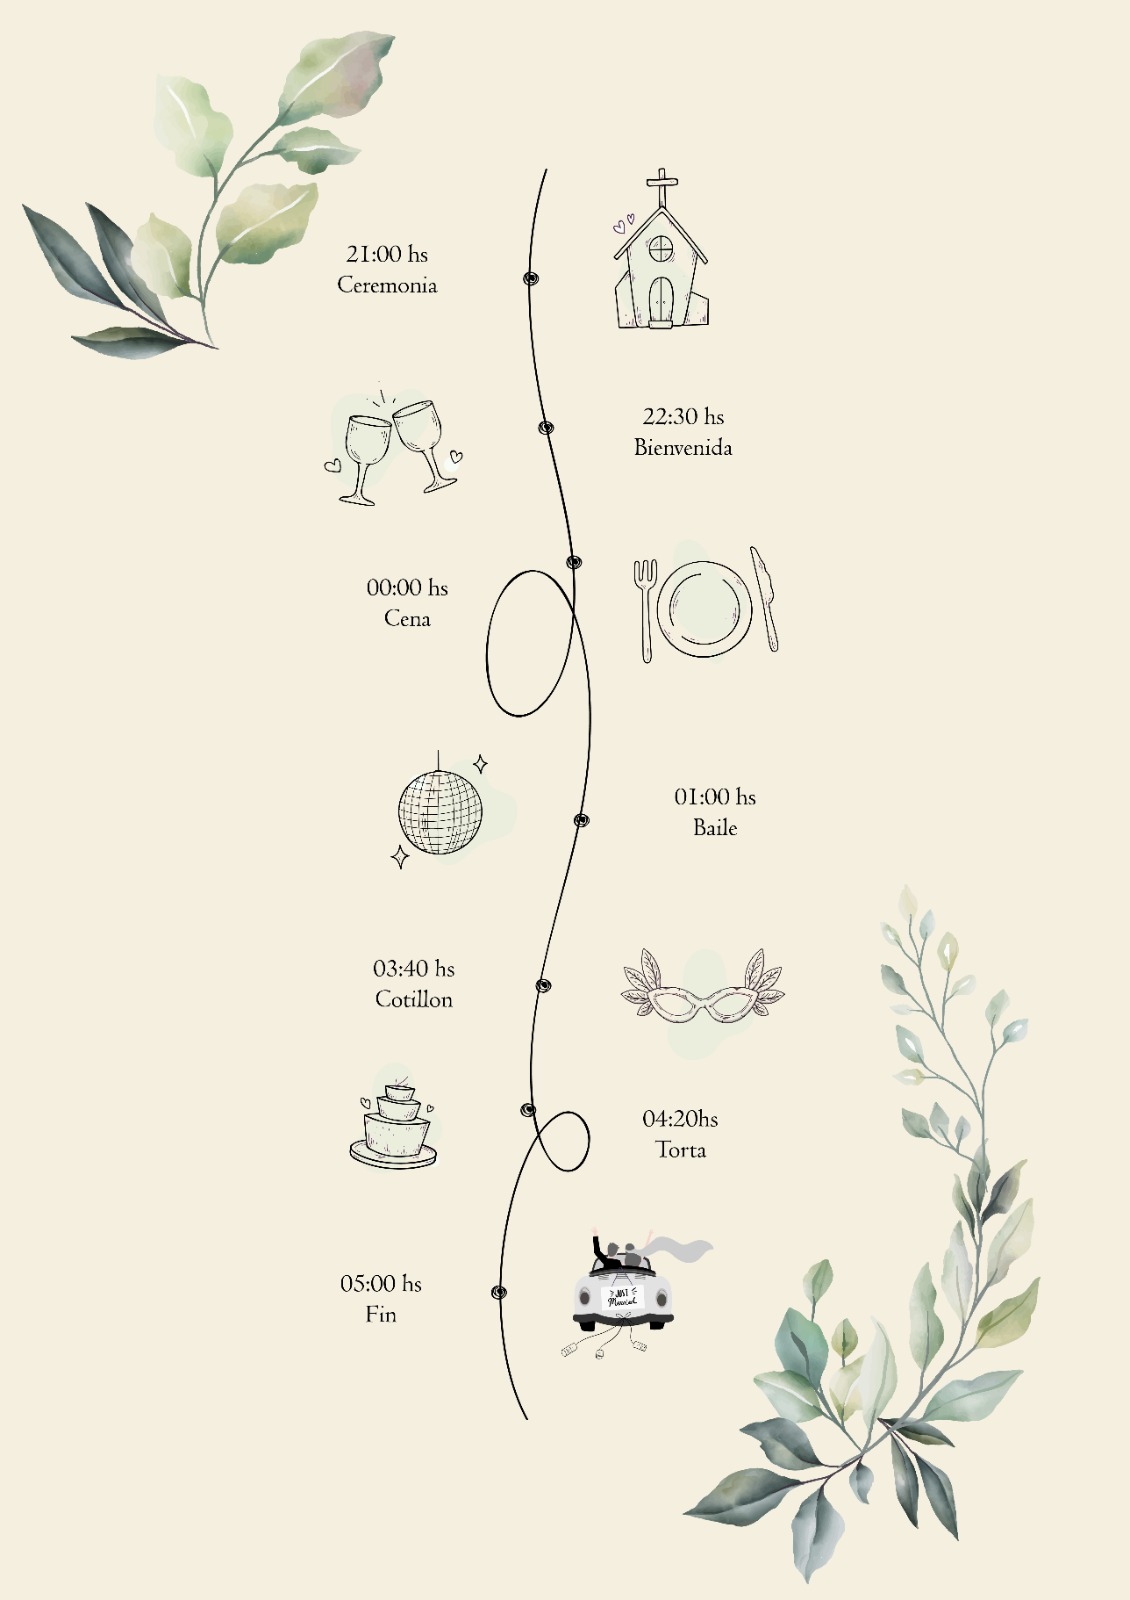 21:00 hs
Ceremonia
22:30 hs
Bienvenida
00:00 hs
Cena
01:00 hs
Baile
03:40 hs
Cotillon
04:20hs
Torta
05:00 hs
Fin
JUST
Married